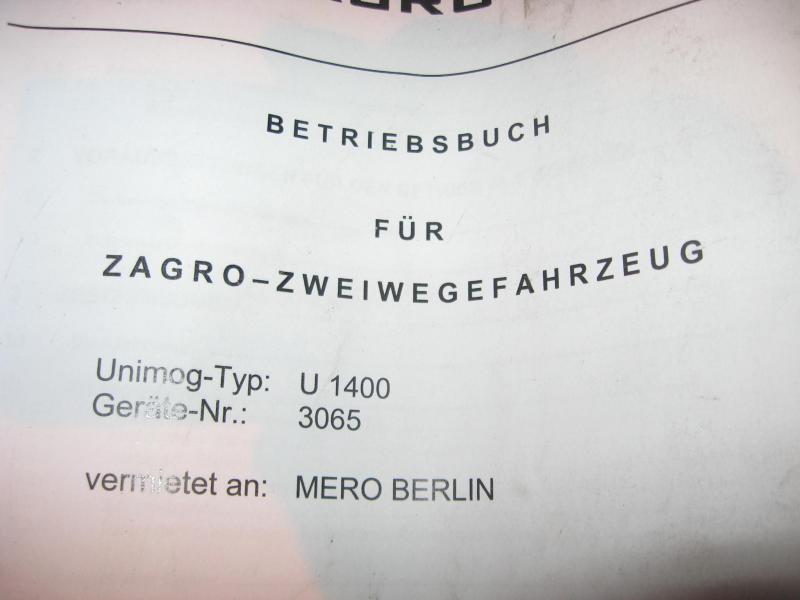 BETRIEBSBUCH
FÜR
ZAGRO-ZWEIWEGEFAHRZEUG
Unimog-Typ: U 1400
Geräte-Nr.: 3065
vermietet an: MERO BERLIN